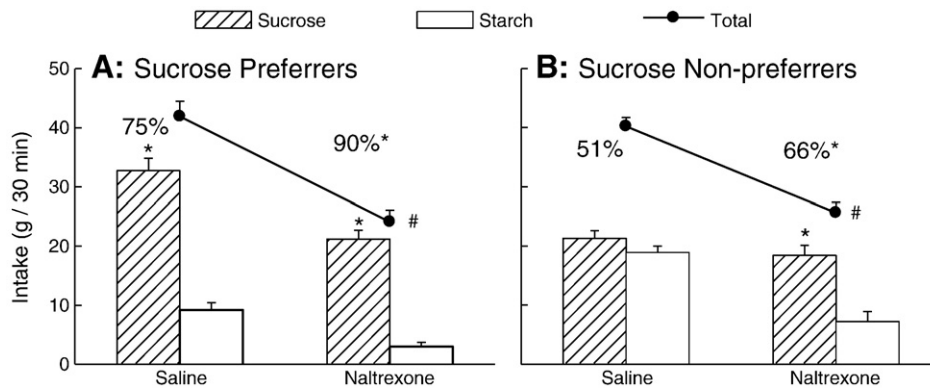 Sucrose Starch Total
A: Sucrose Preferrers
B: Sucrose Non-preferrers
Intake (g / 30 min)
50
40
30
20
10
0
75%
90%*
*
*
#
Saline Naltrexone
51%
66%*
*
#
Saline Naltrexone